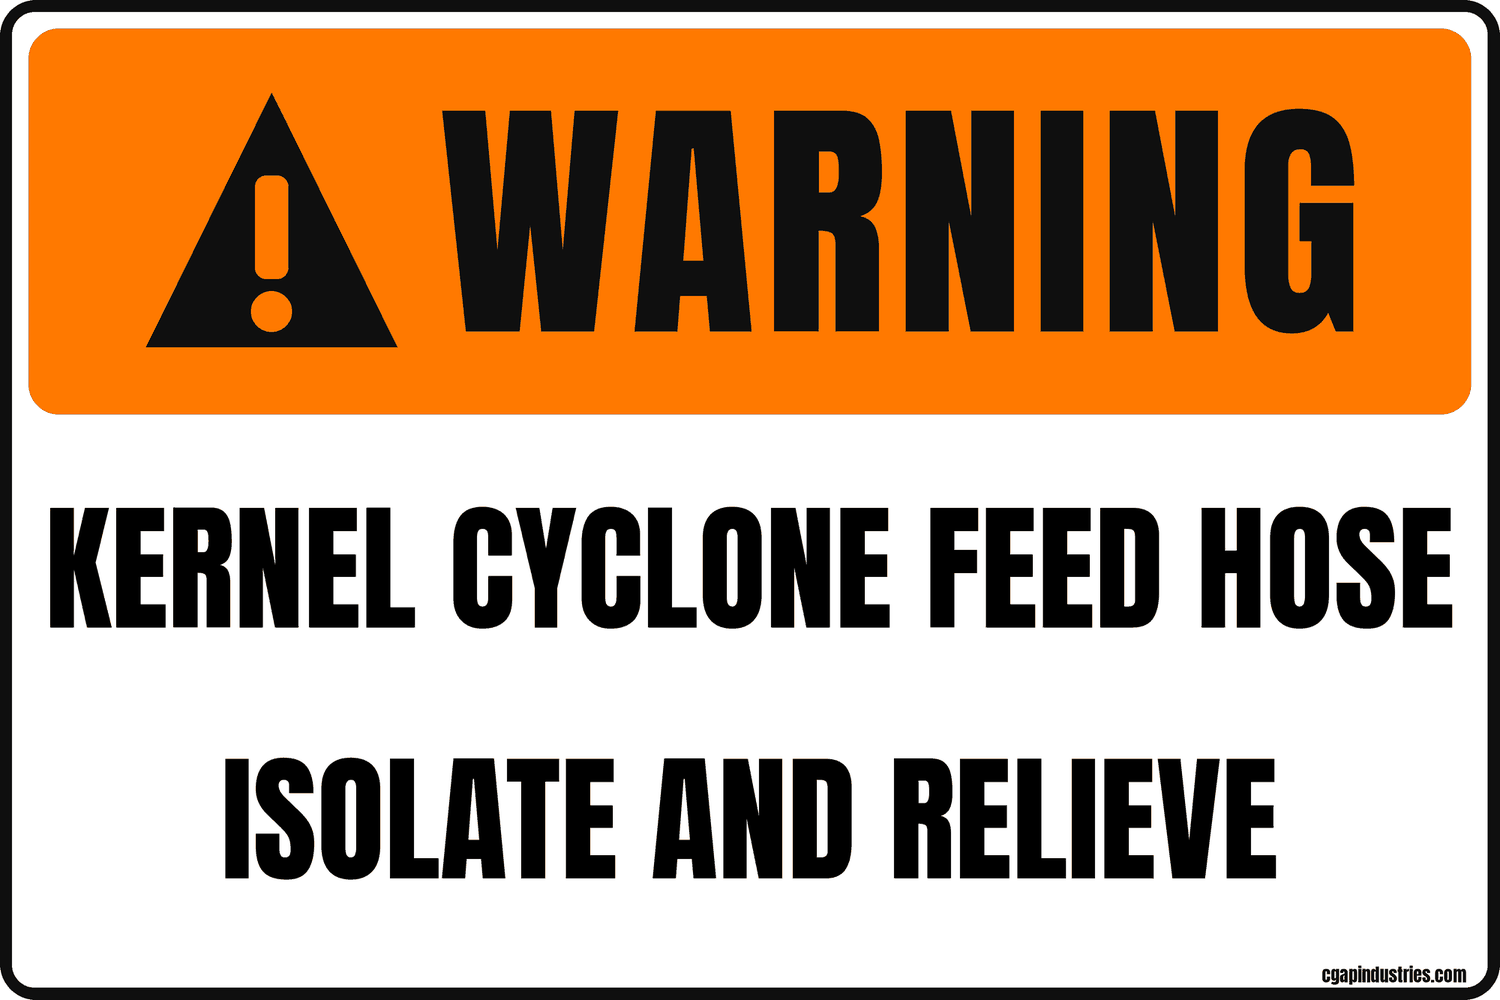 WARNING
KERNEL CYCLONE FEED HOSE
ISOLATE AND RELIEVE
cgapindustries.com